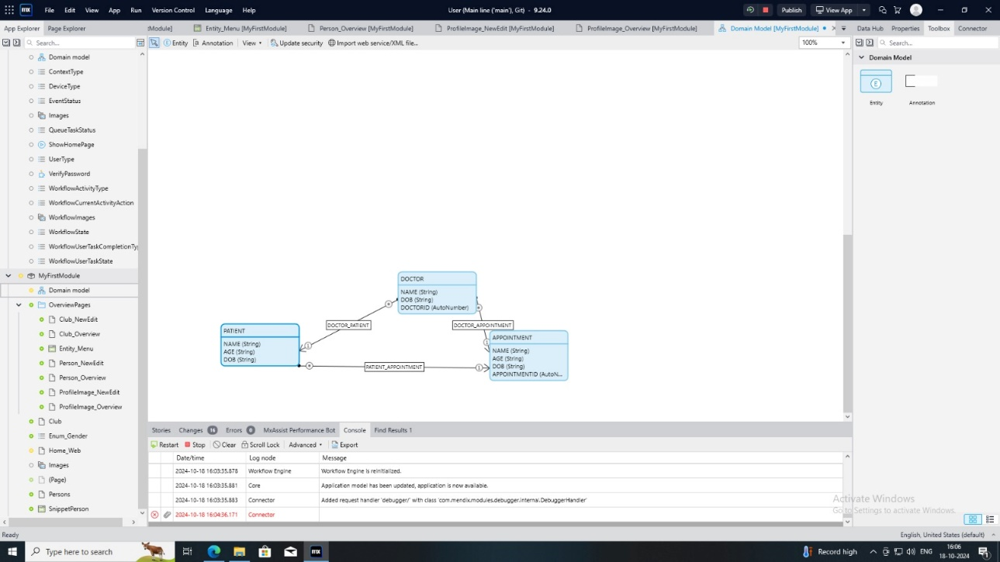 mx File Edit View App Run Version Control Language Help User (Main line ('main'), Git) - 9.24.0 Publish View App
App Explorer Page Explorer
Search...
Domain model
ContextType
DeviceType
EventStatus
Images
QueueTaskStatus
ShowHomePage
UserType
VerifyPassword
WorkflowActivityType
WorkflowCurrentActivityAction
WorkflowImages
WorkflowState
WorkflowUserTaskCompletionTy
WorkflowUserTaskState
MyFirstModule
Domain model
OverviewPages
Club_NewEdit
Club_Overview
Entity_Menu
Person_NewEdit
Person_Overview
ProfileImage_NewEdit
ProfileImage_Overview
Club
Enum_Gender
Home_Web
Images
(Page)
Persons
SnippetPerson
:Module] Entity_Menu [MyFirstModule] Person_Overview [MyFirstModule] ProfileImage_NewEdit [MyFirstModule] ProfileImage_Overview [MyFirstModule] Domain Model [MyFirstModule]
Entity Annotation View Update security Import web service/XML file... 100%
DOCTOR
NAME (String)
DOB (String)
DOCTORID (AutoNumber)
DOCTOR_PATIENT
DOCTOR_APPOINTMENT
PATIENT
NAME (String)
AGE (String)
DOB (String)
PATIENT_APPOINTMENT
APPOINTMENT
NAME (String)
AGE (String)
DOB (String)
APPOINTMENTID (AutoN...
Data Hub Properties Toolbox Connector
Search...
Domain Model
E
Entity Annotation
Stories Changes 16 Errors 0 MxAssist Performance Bot Console Find Results 1
Restart Stop Clear Scroll Lock Advanced Export
Date/time Log node Message
2024-10-18 16:03:35.878 Workflow Engine Workflow Engine is reinitialized.
2024-10-18 16:03:35.881 Core Application model has been updated, application is now available.
2024-10-18 16:03:35.883 Connector Added request handler 'debugger/' with class 'com.mendix.modules.debugger.internal.DebuggerHandler'
2024-10-18 16:04:56.171 Connector
Activate Windows
Go to Settings to activate Windows.
Ready English, United States (default)
Type here to search mx Record high ENG 16:06
18-10-2024